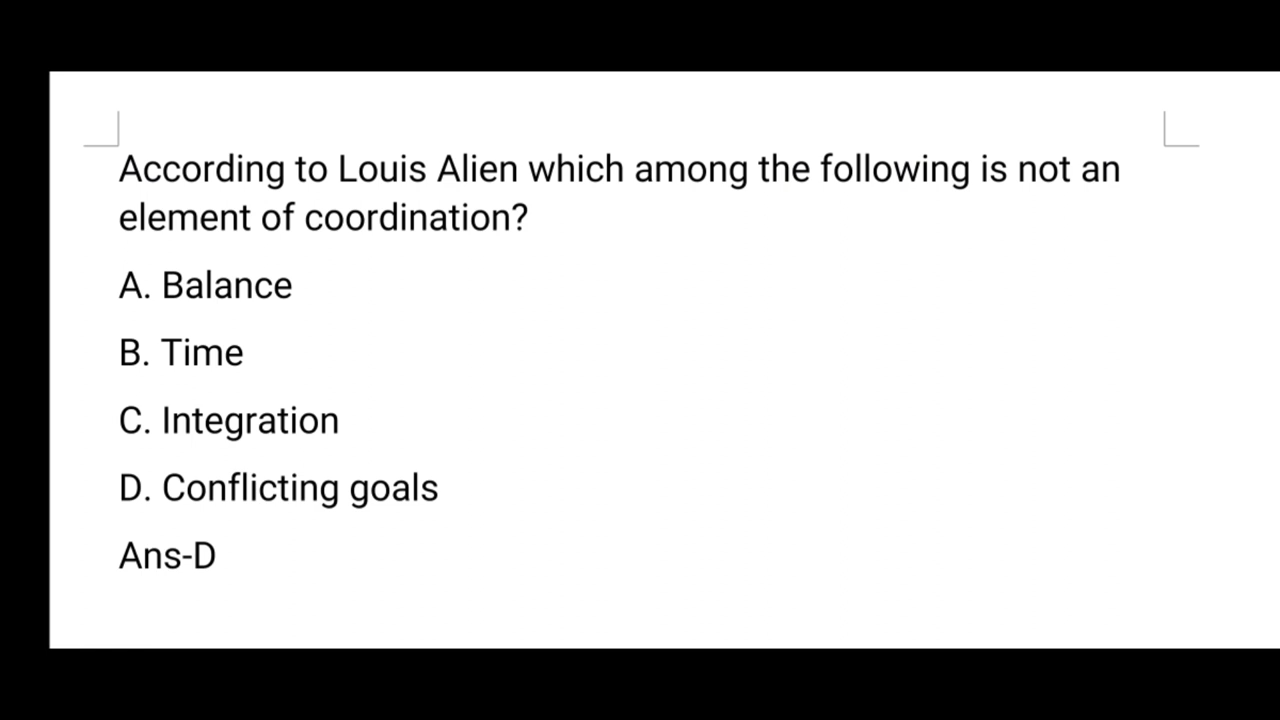 According to Louis Alien which among the following is not an
element of coordination?
A. Balance
B. Time
C. Integration
D. Conflicting goals
Ans-D